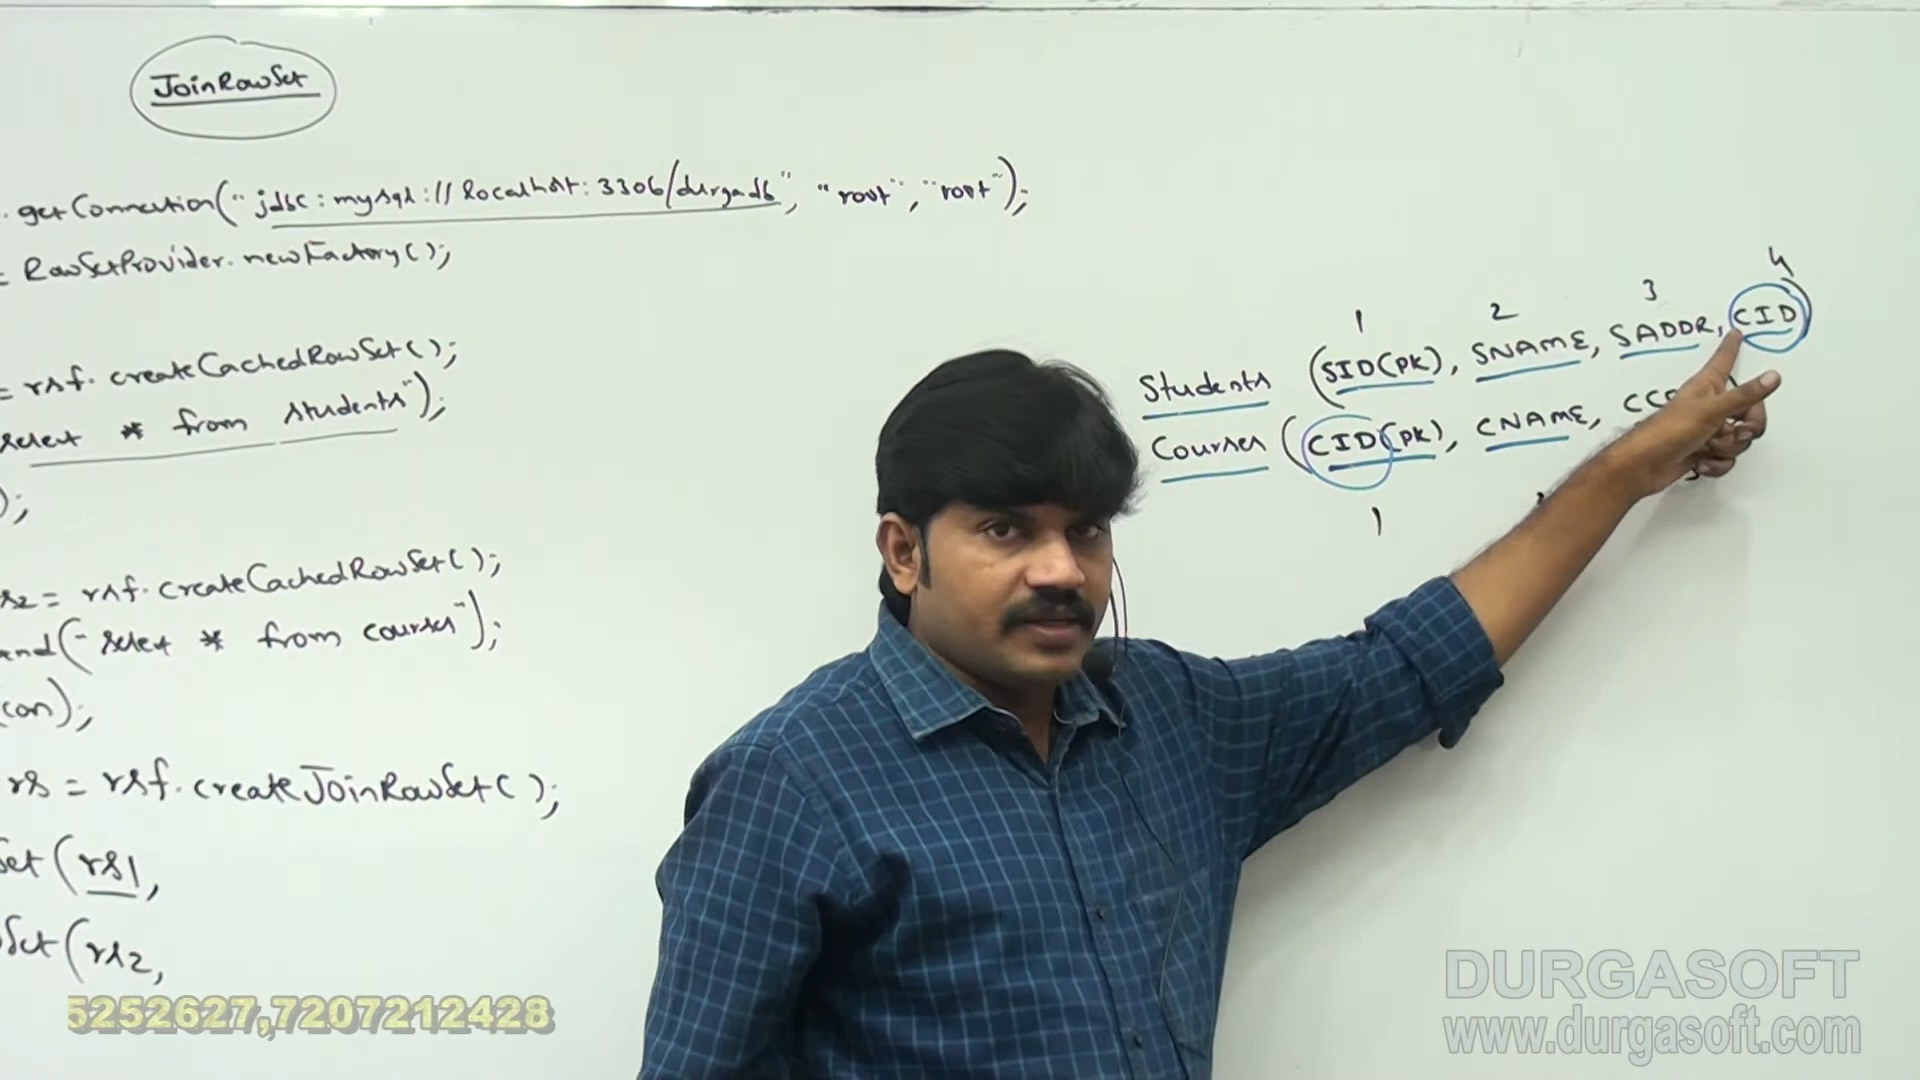 JoinRowSet
. getConnection("jdbc:mysql://localhost:3306/durgadb", "root", "root");
= RowSetProvider.newFactory();
= rsf.createCachedRowSet();
select * from students");
);
rs2 = rsf.createCachedRowSet();
and("select * from courses");
(con);
rs = rsf.createJoinRowSet();
Set(rs1,
Set(rs2,
1 2 3 4
Students (SID(PK), SNAME, SADDR, CID)
Courses (CID(PK), CNAME,
1
5252627,7207212428
DURGASOFT
www.durgasoft.com